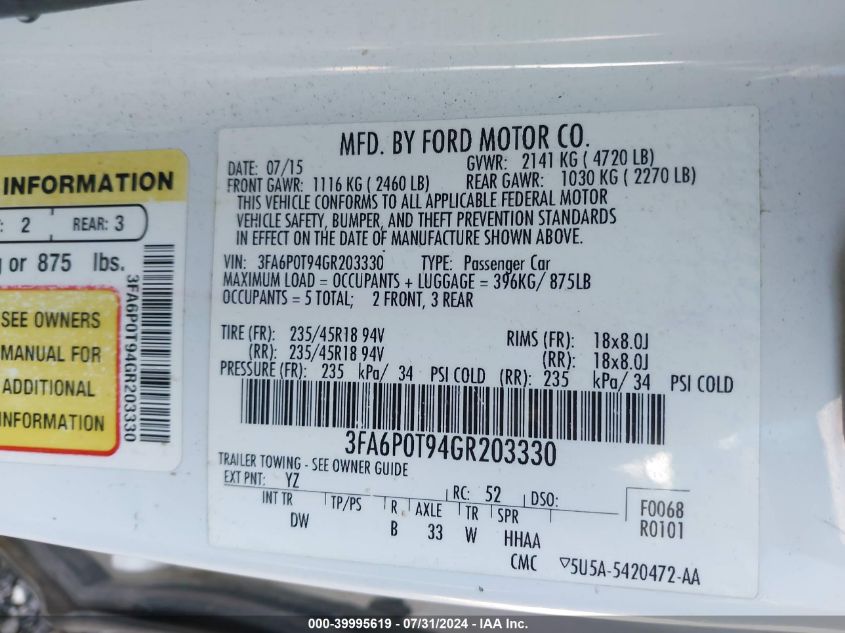 INFORMATION
: 2 REAR: 3
g or 875 lbs.
3FA6P0T94GR203330
SEE OWNERS
MANUAL FOR
ADDITIONAL
INFORMATION
MFD. BY FORD MOTOR CO.
DATE: 07/15 GVWR: 2141 KG ( 4720 LB)
FRONT GAWR: 1116 KG ( 2460 LB) REAR GAWR: 1030 KG ( 2270 LB)
THIS VEHICLE CONFORMS TO ALL APPLICABLE FEDERAL MOTOR
VEHICLE SAFETY, BUMPER, AND THEFT PREVENTION STANDARDS
IN EFFECT ON THE DATE OF MANUFACTURE SHOWN ABOVE.
VIN: 3FA6P0T94GR203330 TYPE: Passenger Car
MAXIMUM LOAD = OCCUPANTS + LUGGAGE = 396KG/ 875LB
OCCUPANTS = 5 TOTAL; 2 FRONT, 3 REAR
TIRE (FR): 235/45R18 94V RIMS (FR): 18x8.0J
(RR): 235/45R18 94V (RR): 18x8.0J
PRESSURE (FR): 235 kPa/ 34 PSI COLD (RR): 235 kPa/ 34 PSI COLD
3FA6P0T94GR203330
TRAILER TOWING - SEE OWNER GUIDE
EXT PNT: YZ RC: 52 DSO:
INT TR TP/PS R AXLE TR SPR
DW B 33 W HHAA
F0068
R0101
CMC ▽5U5A-5420472-AA
000-39995619 / 07/31/2024 - IAA Inc.